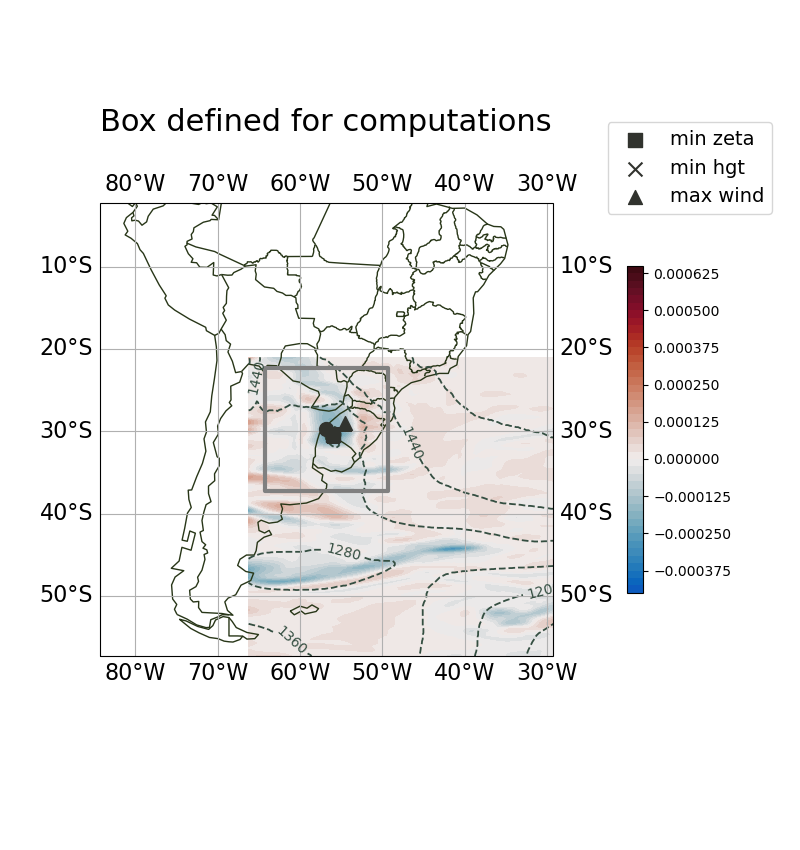 Box defined for computations
min zeta
min hgt
max wind
80°W 70°W 60°W 50°W 40°W 30°W
10°S 10°S
20°S 20°S
30°S 30°S
40°S 40°S
50°S 50°S
80°W 70°W 60°W 50°W 40°W 30°W
1440
1440
1280
120
1360
0.000625
0.000500
0.000375
0.000250
0.000125
0.000000
−0.000125
−0.000250
−0.000375